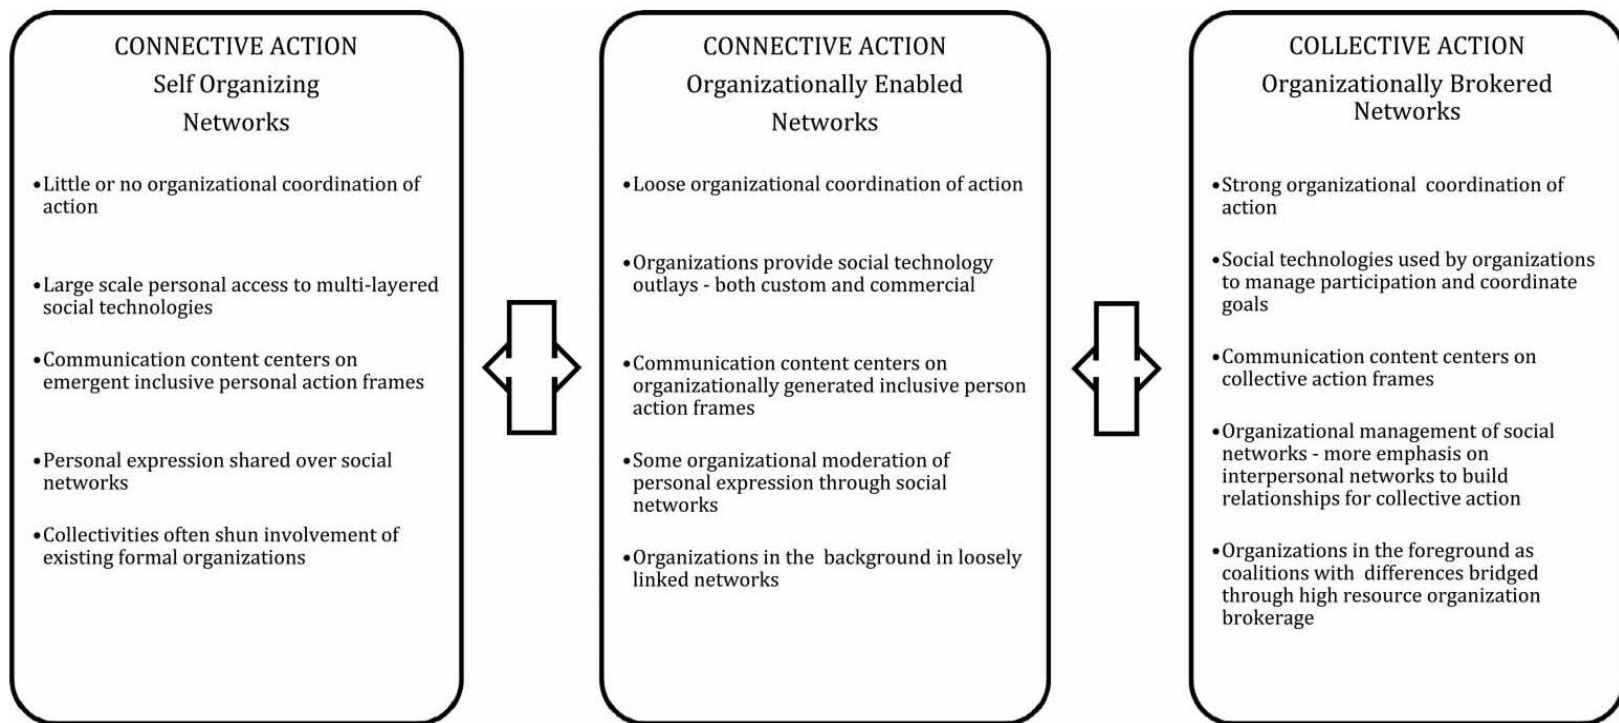 CONNECTIVE ACTION
Self Organizing
Networks
•Little or no organizational coordination of
action
•Large scale personal access to multi-layered
social technologies
•Communication content centers on
emergent inclusive personal action frames
•Personal expression shared over social
networks
•Collectivities often shun involvement of
existing formal organizations
CONNECTIVE ACTION
Organizationally Enabled
Networks
•Loose organizational coordination of action
•Organizations provide social technology
outlays - both custom and commercial
•Communication content centers on
organizationally generated inclusive person
action frames
•Some organizational moderation of
personal expression through social
networks
•Organizations in the background in loosely
linked networks
COLLECTIVE ACTION
Organizationally Brokered
Networks
•Strong organizational coordination of
action
•Social technologies used by organizations
to manage participation and coordinate
goals
•Communication content centers on
collective action frames
•Organizational management of social
networks - more emphasis on
interpersonal networks to build
relationships for collective action
•Organizations in the foreground as
coalitions with differences bridged
through high resource organization
brokerage